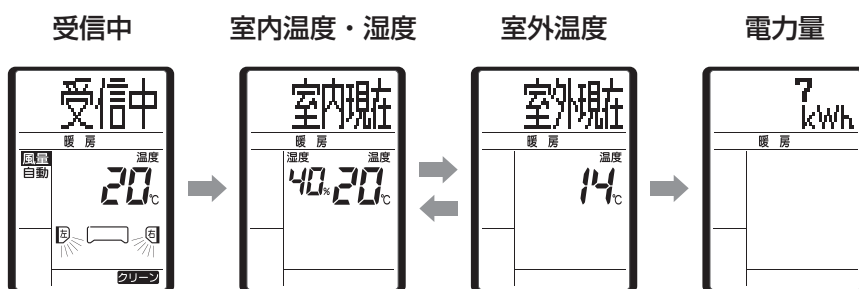 受信中
室内温度・湿度
室外温度
電力量
受信中
暖 房
風量
自動
温度
20℃
左
右
クリーン
室内現在
暖 房
湿度 温度
40% 20℃
室外現在
暖 房
温度
14℃
7
kWh
暖 房